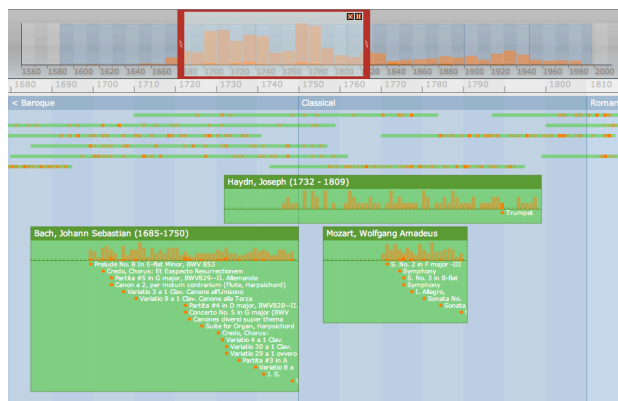 1560 1580 1600 1620 1640 1660 1680 1700 1720 1740 1760 1780 1800 1820 1840 1860 1880 1900 1920 1940 1960 1980 2000
1680 1690 1700 1710 1720 1730 1740 1750 1760 1770 1780 1790 1800 1810
< Baroque Classical Roman
Haydn, Joseph (1732 - 1809)
Trumpet
Bach, Johann Sebastian (1685-1750)
Prelude No. 8 In E-flat Minor, BWV 853
Credo, Chorus: Et Exspecto Resurrectionem
Partita #5 in G major, BWV829--II. Allemande
Canon a 2, per motum contrarium (Flute, Harpsichord)
Variatio 3 a 1 Clav. Canone all'Unisono
Variatio 9 a 1 Clav. Canone alla Terza
Partita #4 in D major, BWV828--II.
Concerto No. 5 in G major (BWV
Canones diversi super thema
Suite for Organ, Harpsichord
Credo, Chorus:
Variatio 4 a 1 Clav.
Variatio 30 a 1 Clav.
Variatio 29 a 1 ovvero
Partita #3 in A
Variatio 8 a
J. S.
Mozart, Wolfgang Amadeus
S. No. 2 in F major -III
Symphony
S. No. 3 in B-flat
Symphony
I. Allegro,
Sonata No.
Sonata